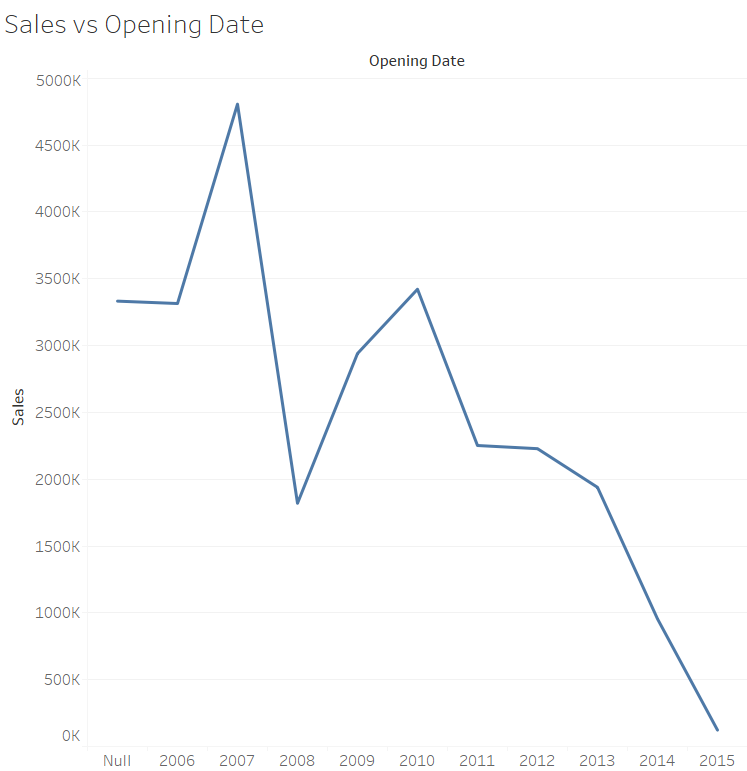 Sales vs Opening Date
Opening Date
5000K
4500K
4000K
3500K
3000K
Sales
2500K
2000K
1500K
1000K
500K
0K
Null 2006 2007 2008 2009 2010 2011 2012 2013 2014 2015